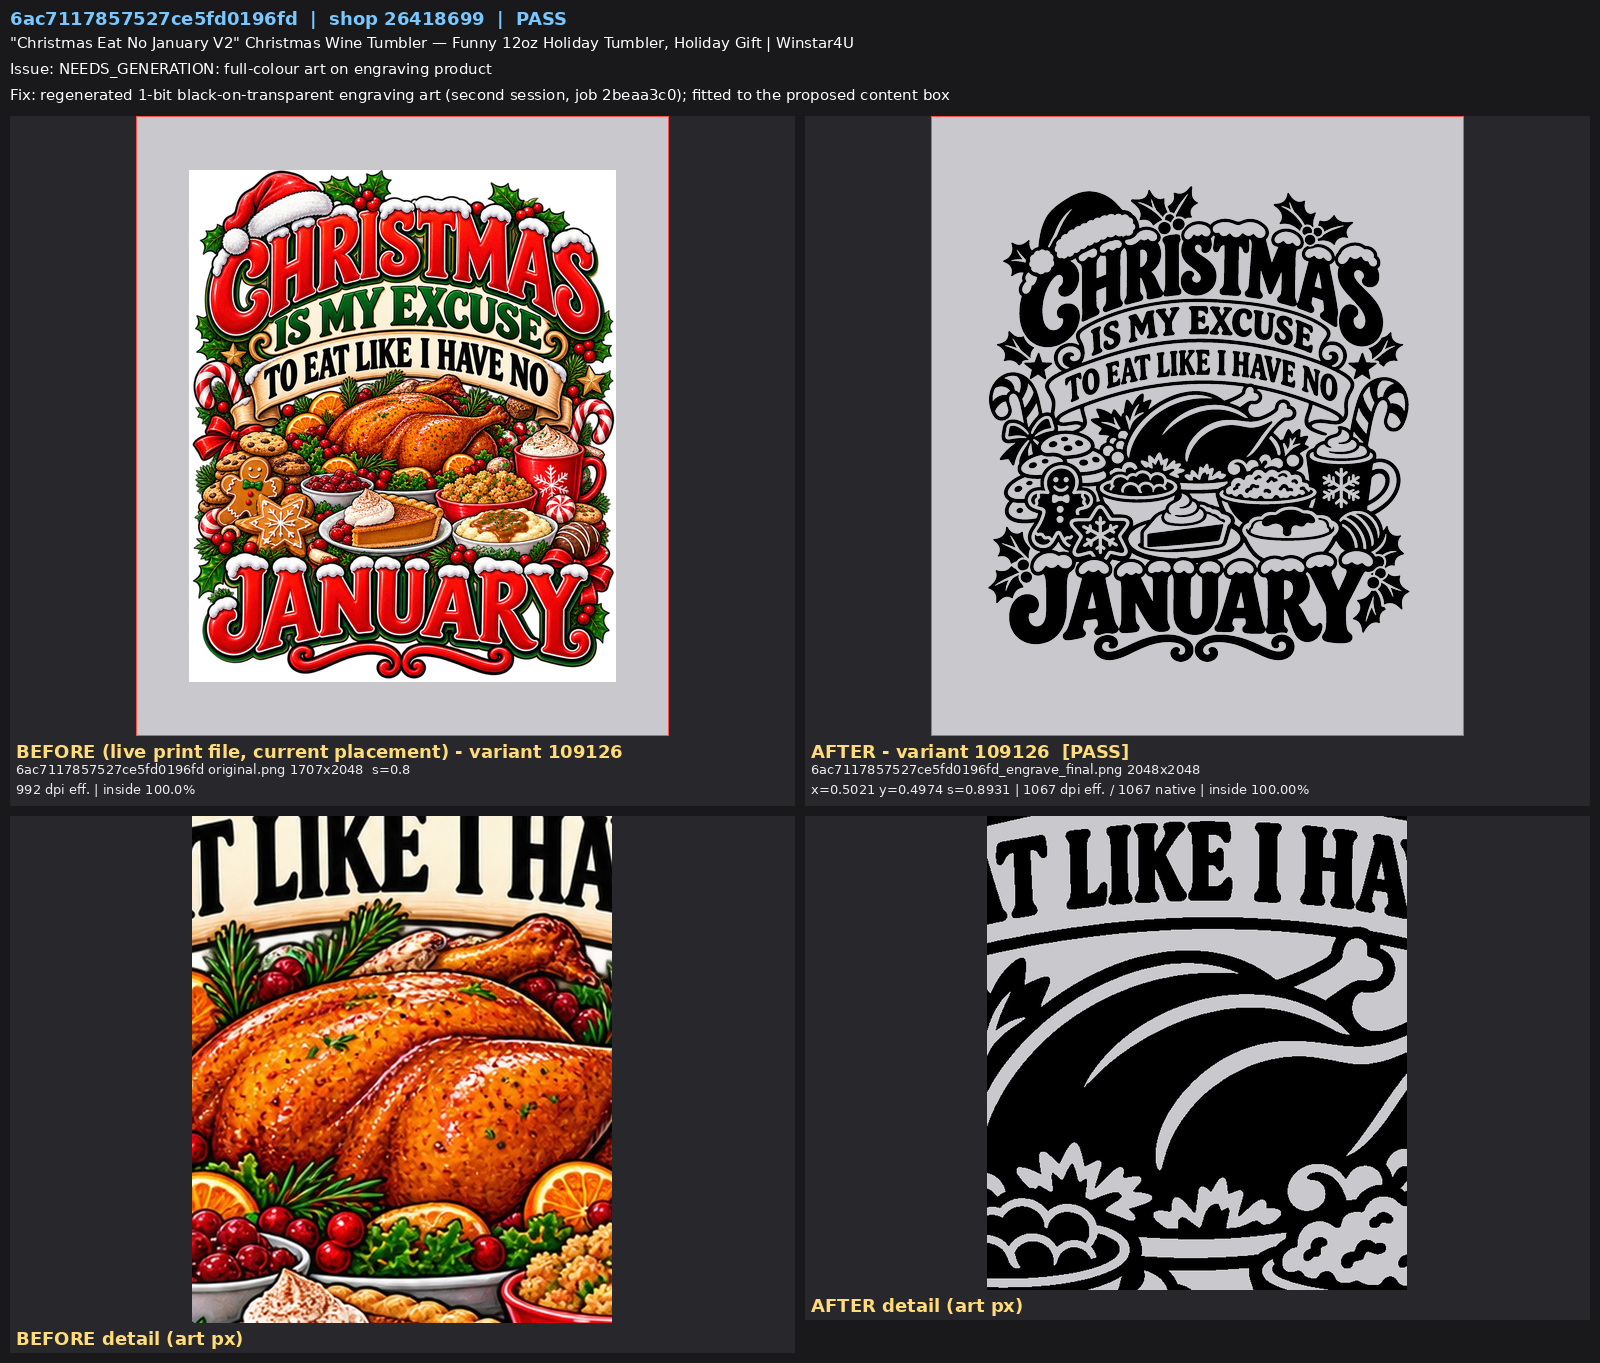 6ac7117857527ce5fd0196fd | shop 26418699 | PASS
"Christmas Eat No January V2" Christmas Wine Tumbler — Funny 12oz Holiday Tumbler, Holiday Gift | Winstar4U
Issue: NEEDS_GENERATION: full-colour art on engraving product
Fix: regenerated 1-bit black-on-transparent engraving art (second session, job 2beaa3c0); fitted to the proposed content box
CHRISTMAS
IS MY EXCUSE
TO EAT LIKE I HAVE NO
JANUARY
BEFORE (live print file, current placement) - variant 109126
6ac7117857527ce5fd0196fd original.png 1707x2048 s=0.8
992 dpi eff. | inside 100.0%
CHRISTMAS
IS MY EXCUSE
TO EAT LIKE I HAVE NO
JANUARY
AFTER - variant 109126 [PASS]
6ac7117857527ce5fd0196fd_engrave_final.png 2048x2048
x=0.5021 y=0.4974 s=0.8931 | 1067 dpi eff. / 1067 native | inside 100.00%
T LIKE I HA
BEFORE detail (art px)
AT LIKE I HAV
AFTER detail (art px)